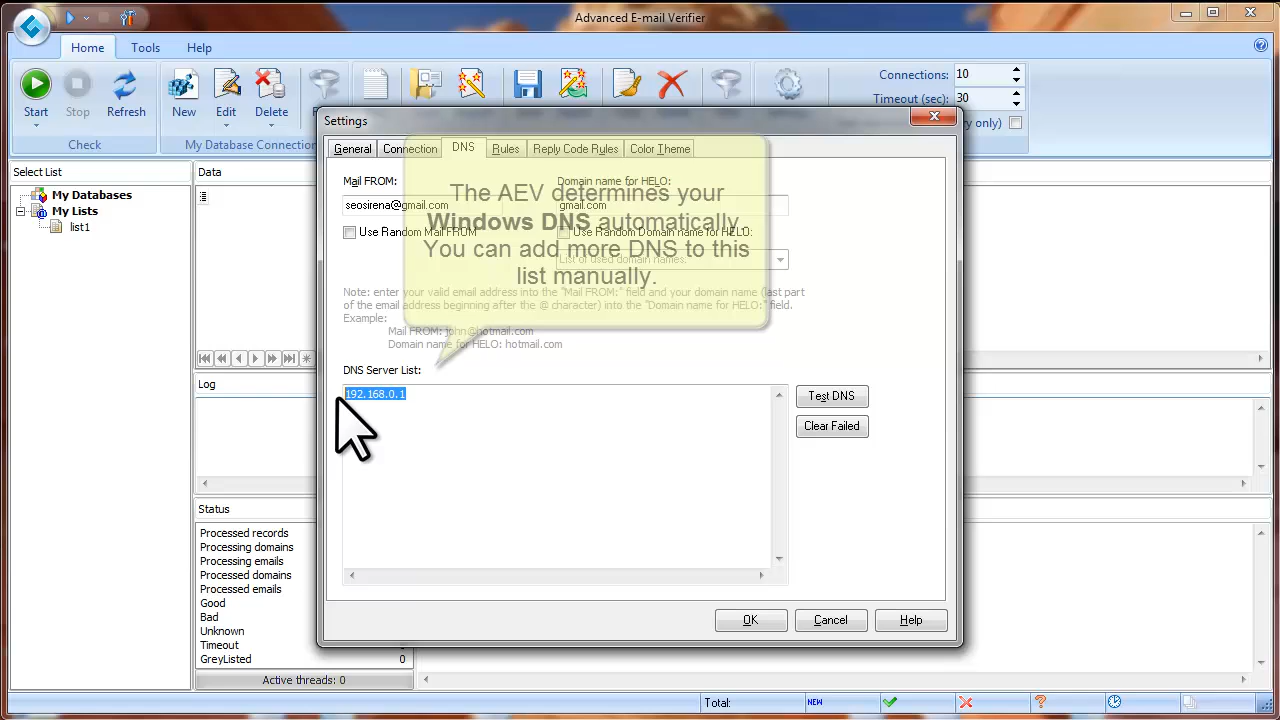 Advanced E-mail Verifier
Home
Tools
Help
Start
Stop
Refresh
New
Edit
Delete
Connections:
10
Timeout (sec):
30
y only)
Check
My Database Connection
Select List
My Databases
My Lists
list1
Data
Log
Status
Processed records
Processing domains
Processing emails
Processed domains
Processed emails
Good
Bad
Unknown
Timeout
GreyListed
0
Active threads: 0
Settings
General
Connection
DNS
Rules
Reply Code Rules
Color Theme
Mail FROM:
Domain name for HELO:
seosirena@gmail.com
gmail.com
Use Random Mail FROM
Use Random Domain name for HELO:
List of used domain names:
The AEV determines your
Windows DNS automatically.
You can add more DNS to this
list manually.
Note: enter your valid email address into the "Mail FROM:" field and your domain name (last part
of the email address beginning after the @ character) into the "Domain name for HELO:" field.
Example:
Mail FROM: john@hotmail.com
Domain name for HELO: hotmail.com
DNS Server List:
192.168.0.1
Test DNS
Clear Failed
OK
Cancel
Help
Total:
NEW